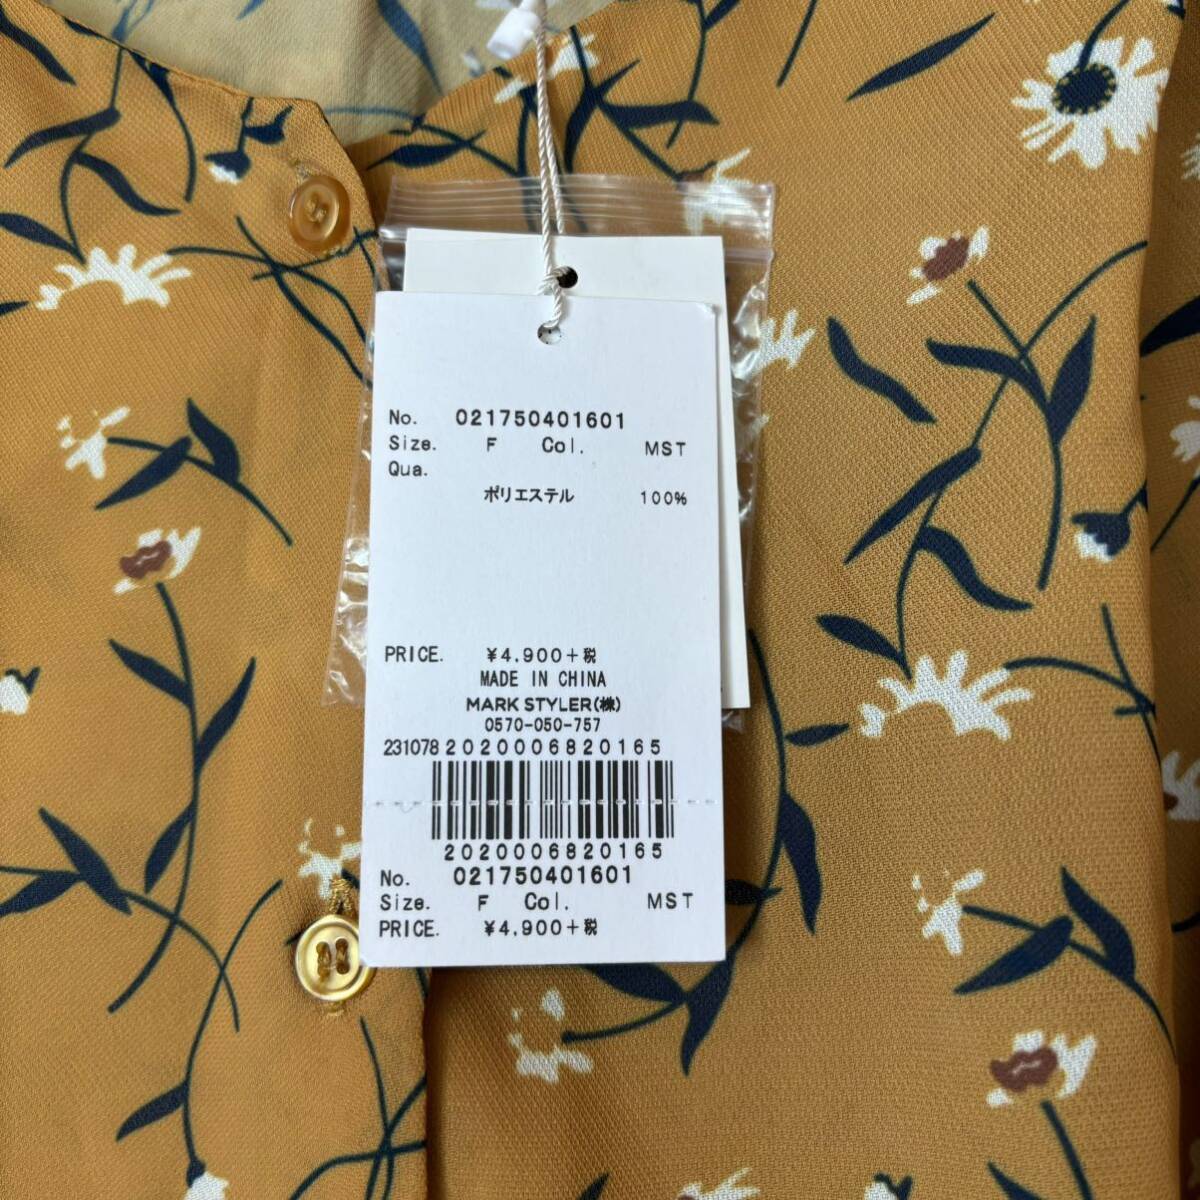 No. 021750401601
Size. F Col. MST
Qua.
ポリエステル 100%
PRICE. ¥4,900+税
MADE IN CHINA
MARK STYLER(株)
0570-050-757
231078 2020006820165
2020006820165
No. 021750401601
Size. F Col. MST
PRICE. ¥4,900+税